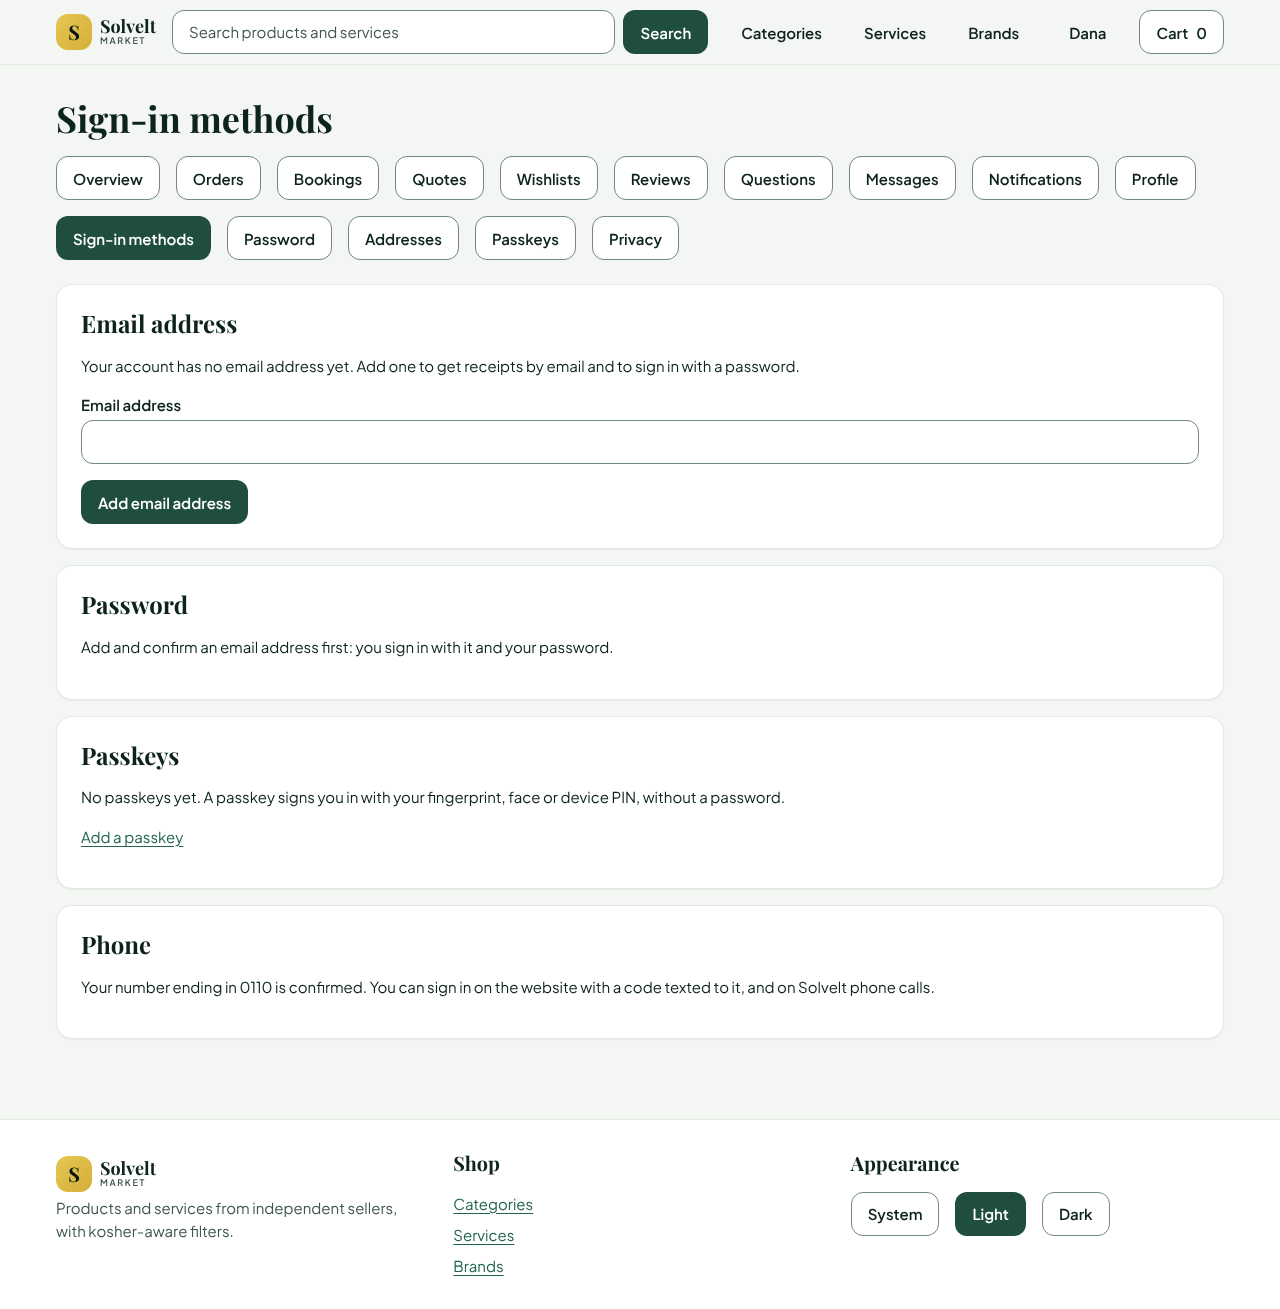 S Solvelt
MARKET
Search products and services
Search
Categories
Services
Brands
Dana
Cart 0
Sign-in methods
Overview
Orders
Bookings
Quotes
Wishlists
Reviews
Questions
Messages
Notifications
Profile
Sign-in methods
Password
Addresses
Passkeys
Privacy
Email address
Your account has no email address yet. Add one to get receipts by email and to sign in with a password.
Email address
Add email address
Password
Add and confirm an email address first: you sign in with it and your password.
Passkeys
No passkeys yet. A passkey signs you in with your fingerprint, face or device PIN, without a password.
Add a passkey
Phone
Your number ending in 0110 is confirmed. You can sign in on the website with a code texted to it, and on Solvelt phone calls.
S Solvelt
MARKET
Products and services from independent sellers,
with kosher-aware filters.
Shop
Categories
Services
Brands
Appearance
System
Light
Dark